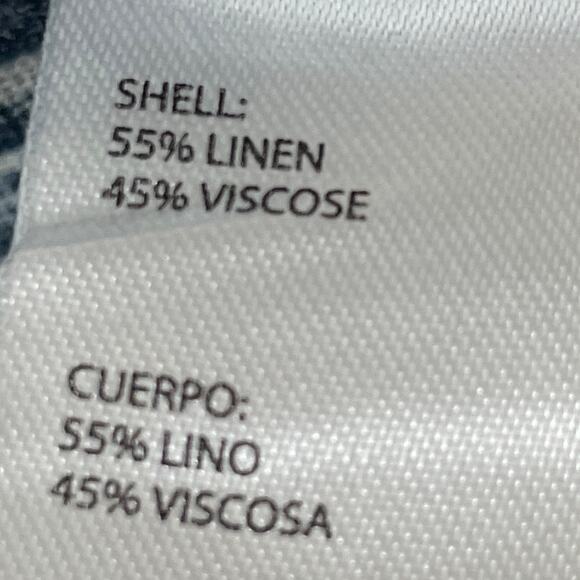 SHELL:
55% LINEN
45% VISCOSE
CUERPO:
55% LINO
45% VISCOSA